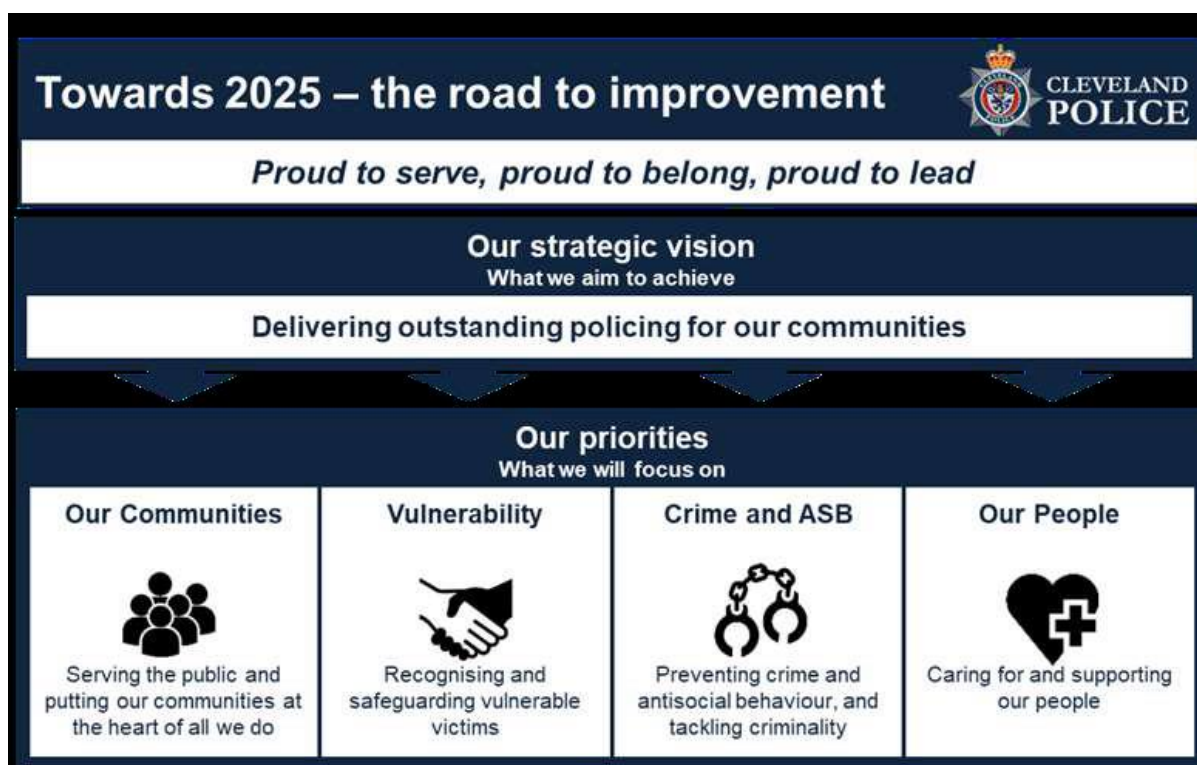 Towards 2025 – the road to improvement
CLEVELAND
POLICE
Proud to serve, proud to belong, proud to lead
Our strategic vision
What we aim to achieve
Delivering outstanding policing for our communities
Our priorities
What we will focus on
Our Communities
Serving the public and
putting our communities at
the heart of all we do
Vulnerability
Recognising and
safeguarding vulnerable
victims
Crime and ASB
Preventing crime and
antisocial behaviour, and
tackling criminality
Our People
Caring for and supporting
our people